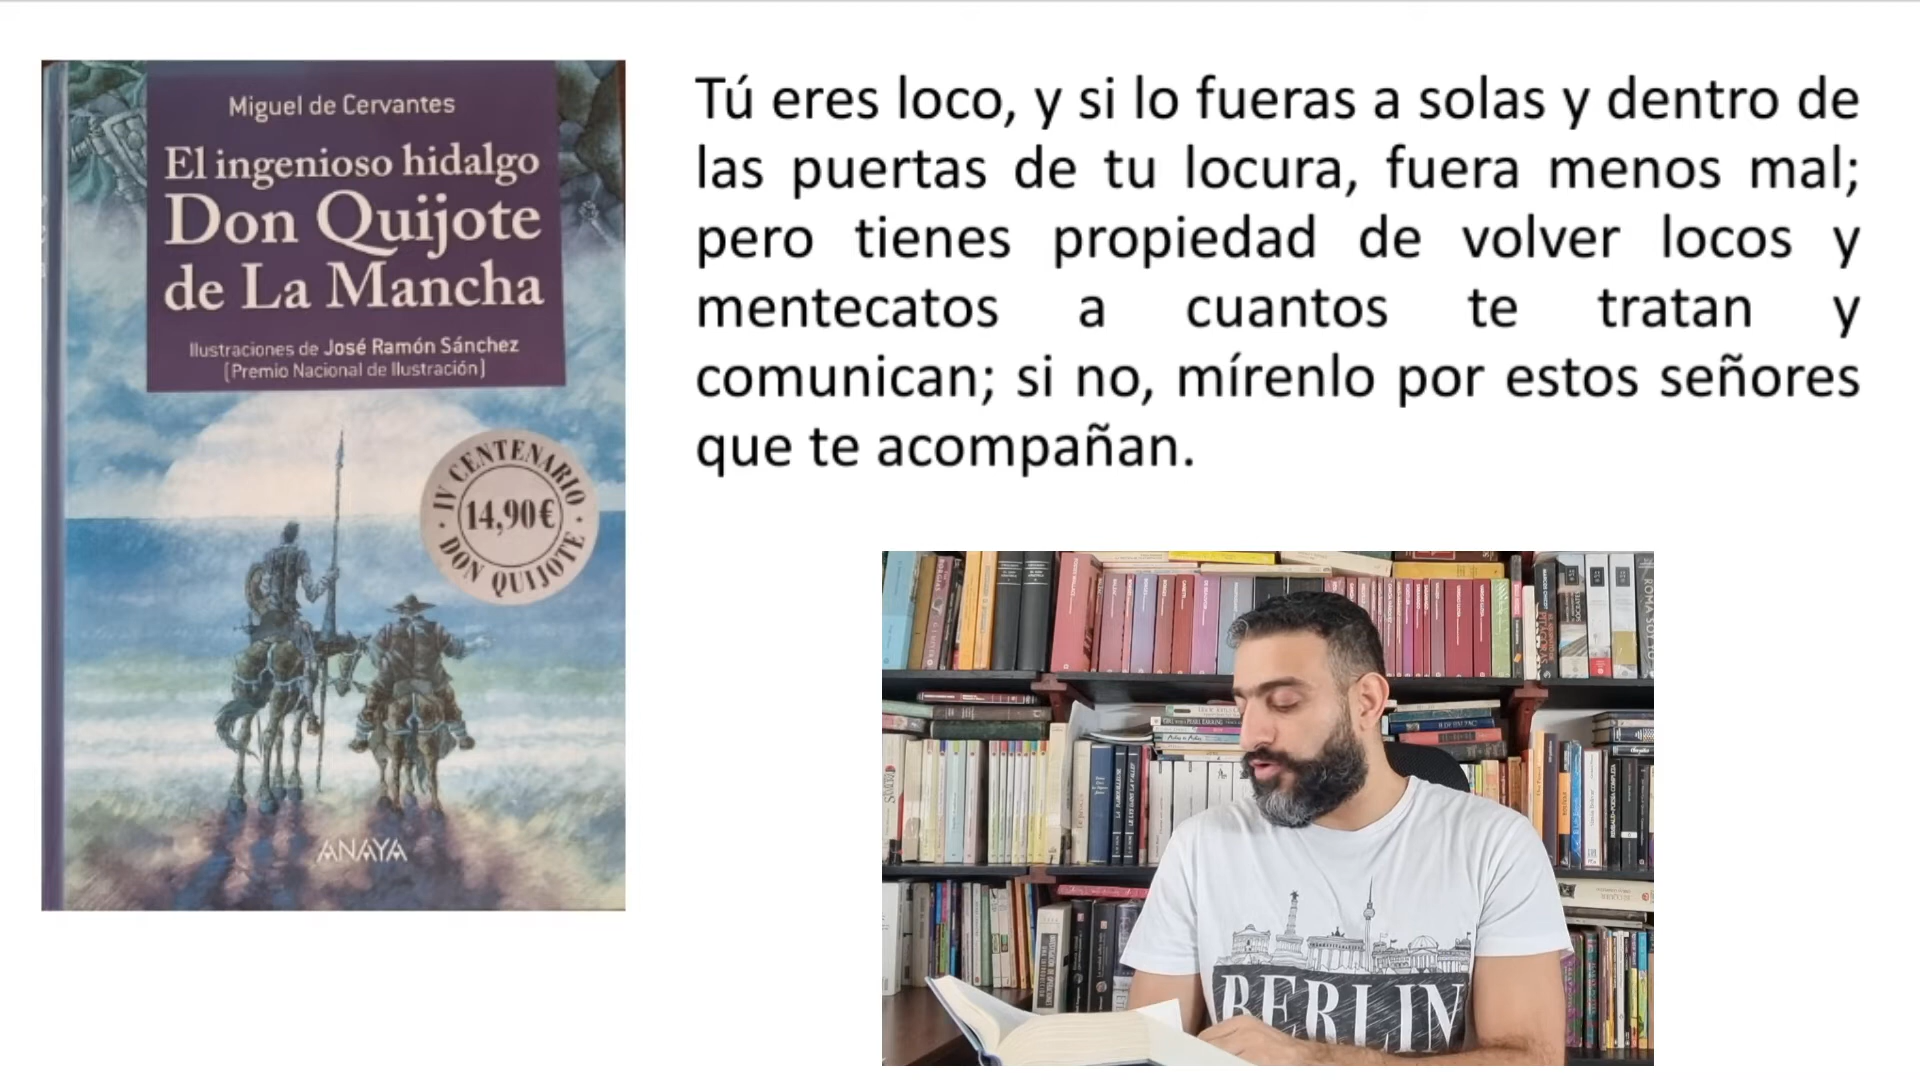 Miguel de Cervantes
El ingenioso hidalgo
Don Quijote
de La Mancha
Ilustraciones de José Ramón Sánchez
[Premio Nacional de Ilustración]
· IV CENTENARIO ·
14,90€
DON QUIJOTE
ANAYA
Tú eres loco, y si lo fueras a solas y dentro de
las puertas de tu locura, fuera menos mal;
pero tienes propiedad de volver locos y
mentecatos a cuantos te tratan y
comunican; si no, mírenlo por estos señores
que te acompañan.
BERLIN